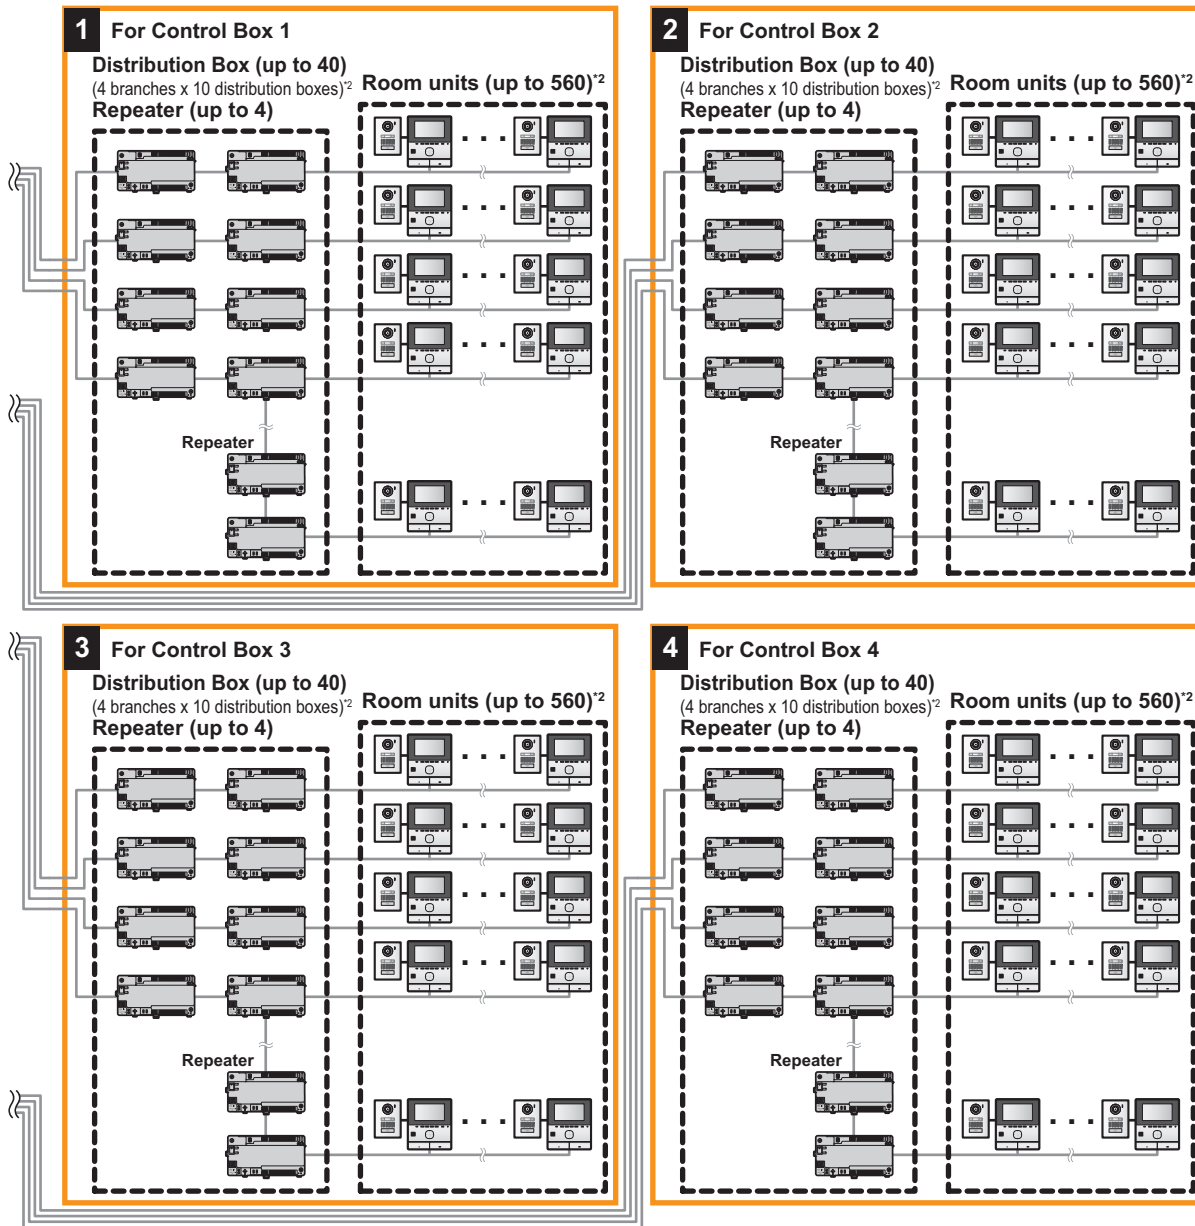 1 For Control Box 1
Distribution Box (up to 40)
(4 branches x 10 distribution boxes)*2
Repeater (up to 4)
Room units (up to 560)*2
Repeater
2 For Control Box 2
Distribution Box (up to 40)
(4 branches x 10 distribution boxes)*2
Repeater (up to 4)
Room units (up to 560)*2
Repeater
3 For Control Box 3
Distribution Box (up to 40)
(4 branches x 10 distribution boxes)*2
Repeater (up to 4)
Room units (up to 560)*2
Repeater
4 For Control Box 4
Distribution Box (up to 40)
(4 branches x 10 distribution boxes)*2
Repeater (up to 4)
Room units (up to 560)*2
Repeater